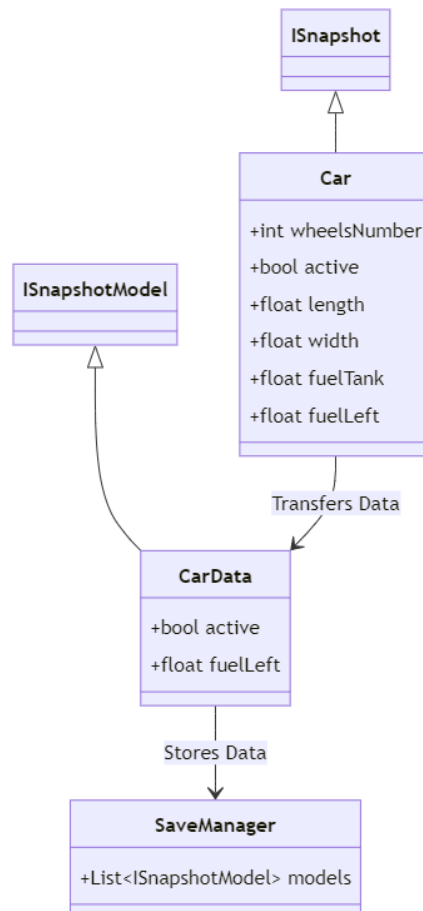 ISnapshot
Car
+int wheelsNumber
+bool active
+float length
+float width
+float fuelTank
+float fuelLeft
ISnapshotModel
Transfers Data
CarData
+bool active
+float fuelLeft
Stores Data
SaveManager
+List<ISnapshotModel> models